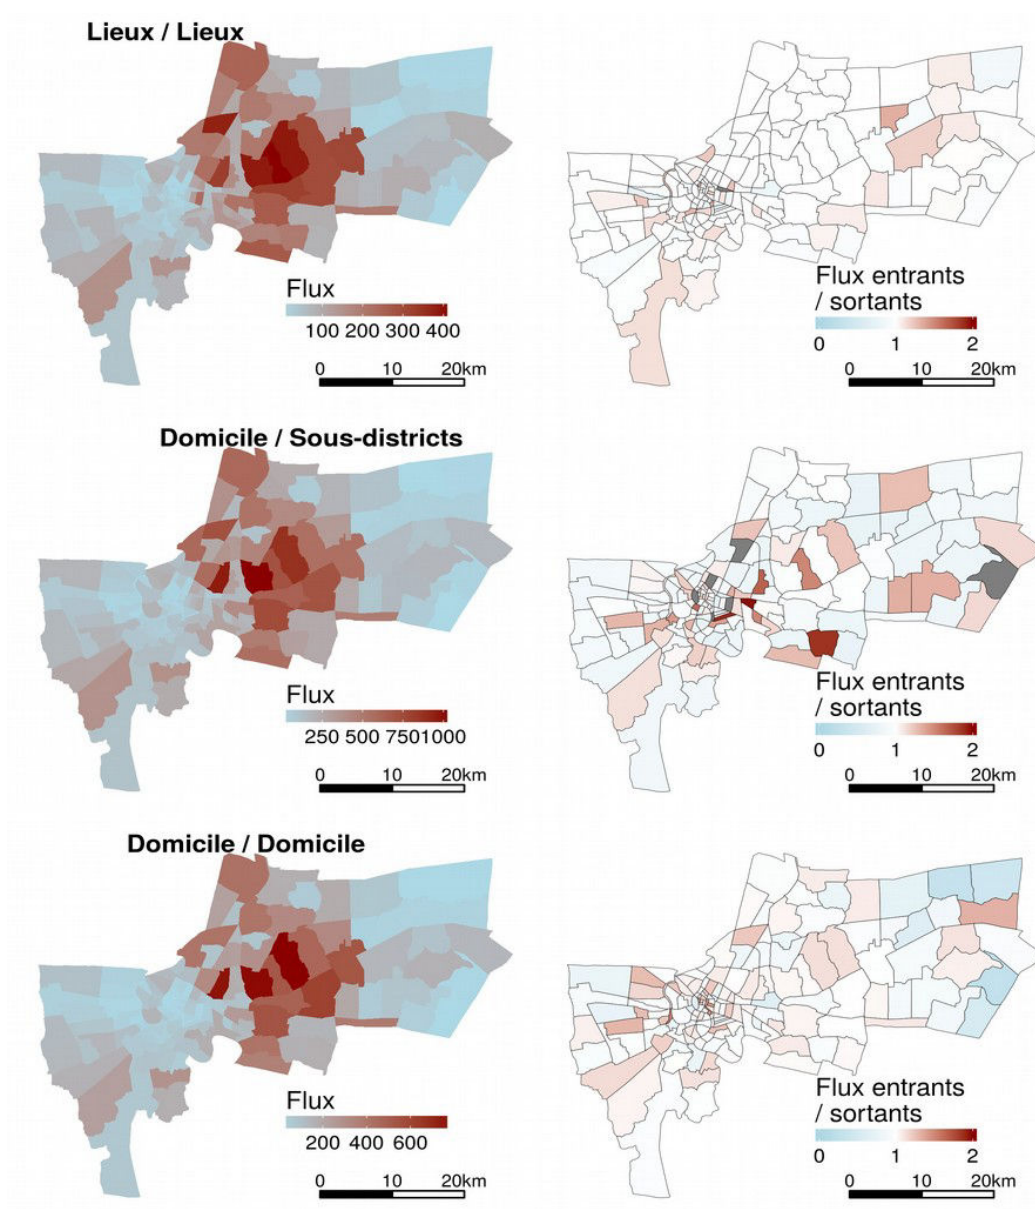 Lieux / Lieux
Flux
100 200 300 400
0 10 20km
Flux entrants
/ sortants
0 1 2
0 10 20km
Domicile / Sous-districts
Flux
250 500 7501000
0 10 20km
Flux entrants
/ sortants
0 1 2
0 10 20km
Domicile / Domicile
Flux
200 400 600
0 10 20km
Flux entrants
/ sortants
0 1 2
0 10 20km